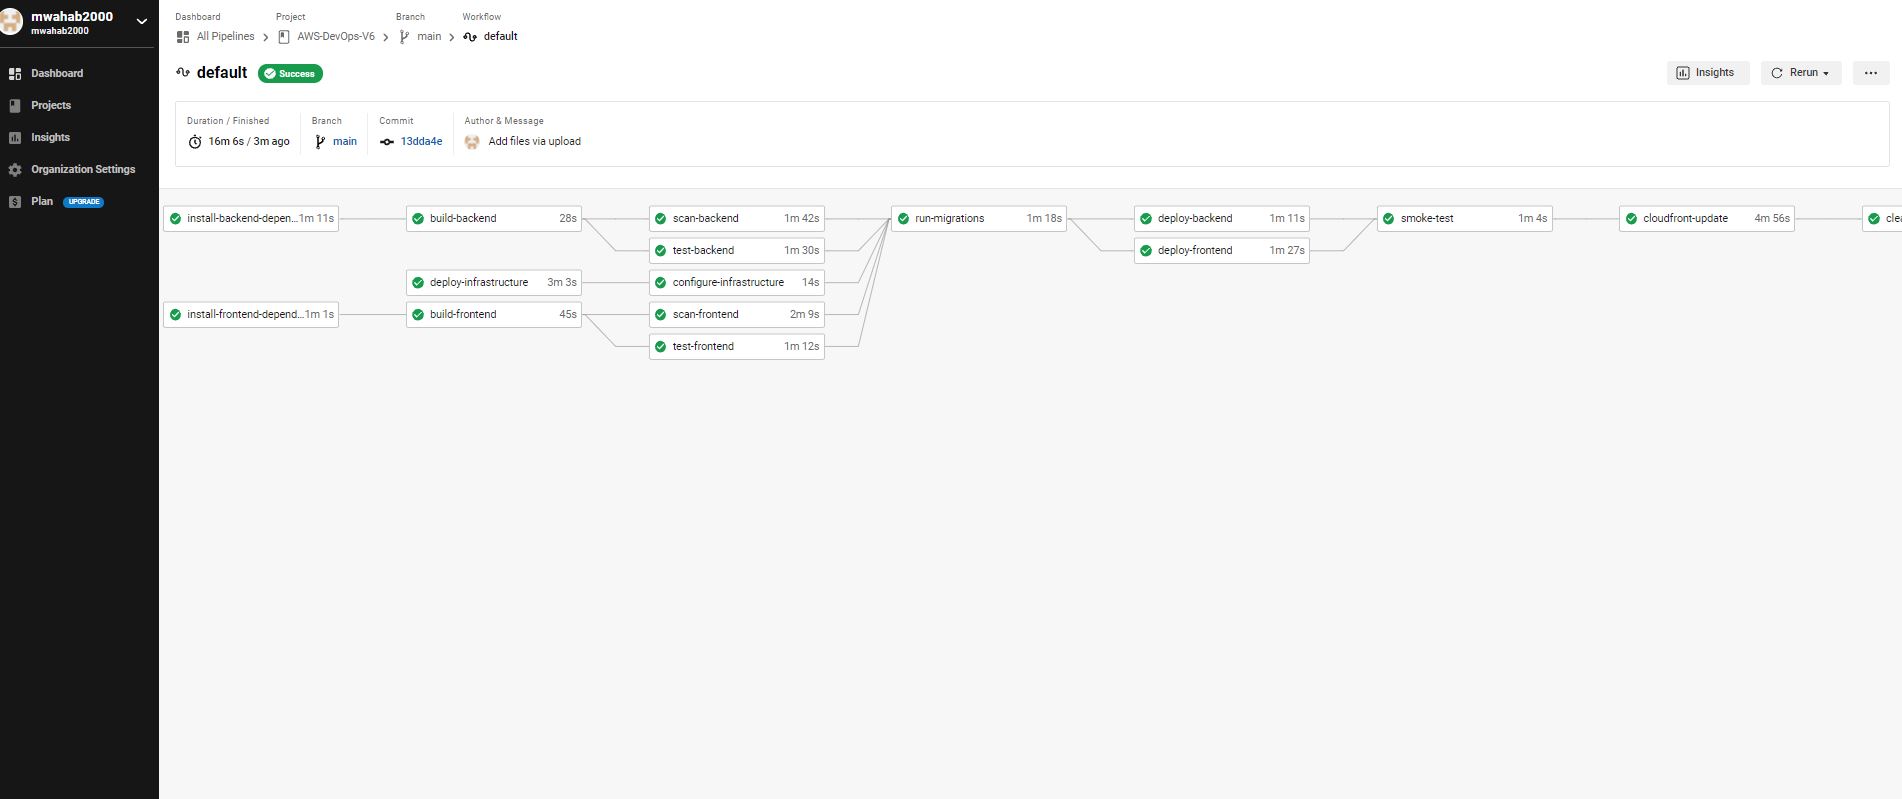 mwahab2000
mwahab2000
Dashboard
Projects
Insights
Organization Settings
Plan UPGRADE
Dashboard Project Branch Workflow
All Pipelines AWS-DevOps-V6 main default
default Success
Insights Rerun
Duration / Finished Branch Commit Author & Message
16m 6s / 3m ago main 13dda4e Add files via upload
install-backend-depen... 1m 11s build-backend 28s scan-backend 1m 42s run-migrations 1m 18s deploy-backend 1m 11s smoke-test 1m 4s cloudfront-update 4m 56s clea
test-backend 1m 30s deploy-frontend 1m 27s
deploy-infrastructure 3m 3s configure-infrastructure 14s
install-frontend-depend... 1m 1s build-frontend 45s scan-frontend 2m 9s
test-frontend 1m 12s